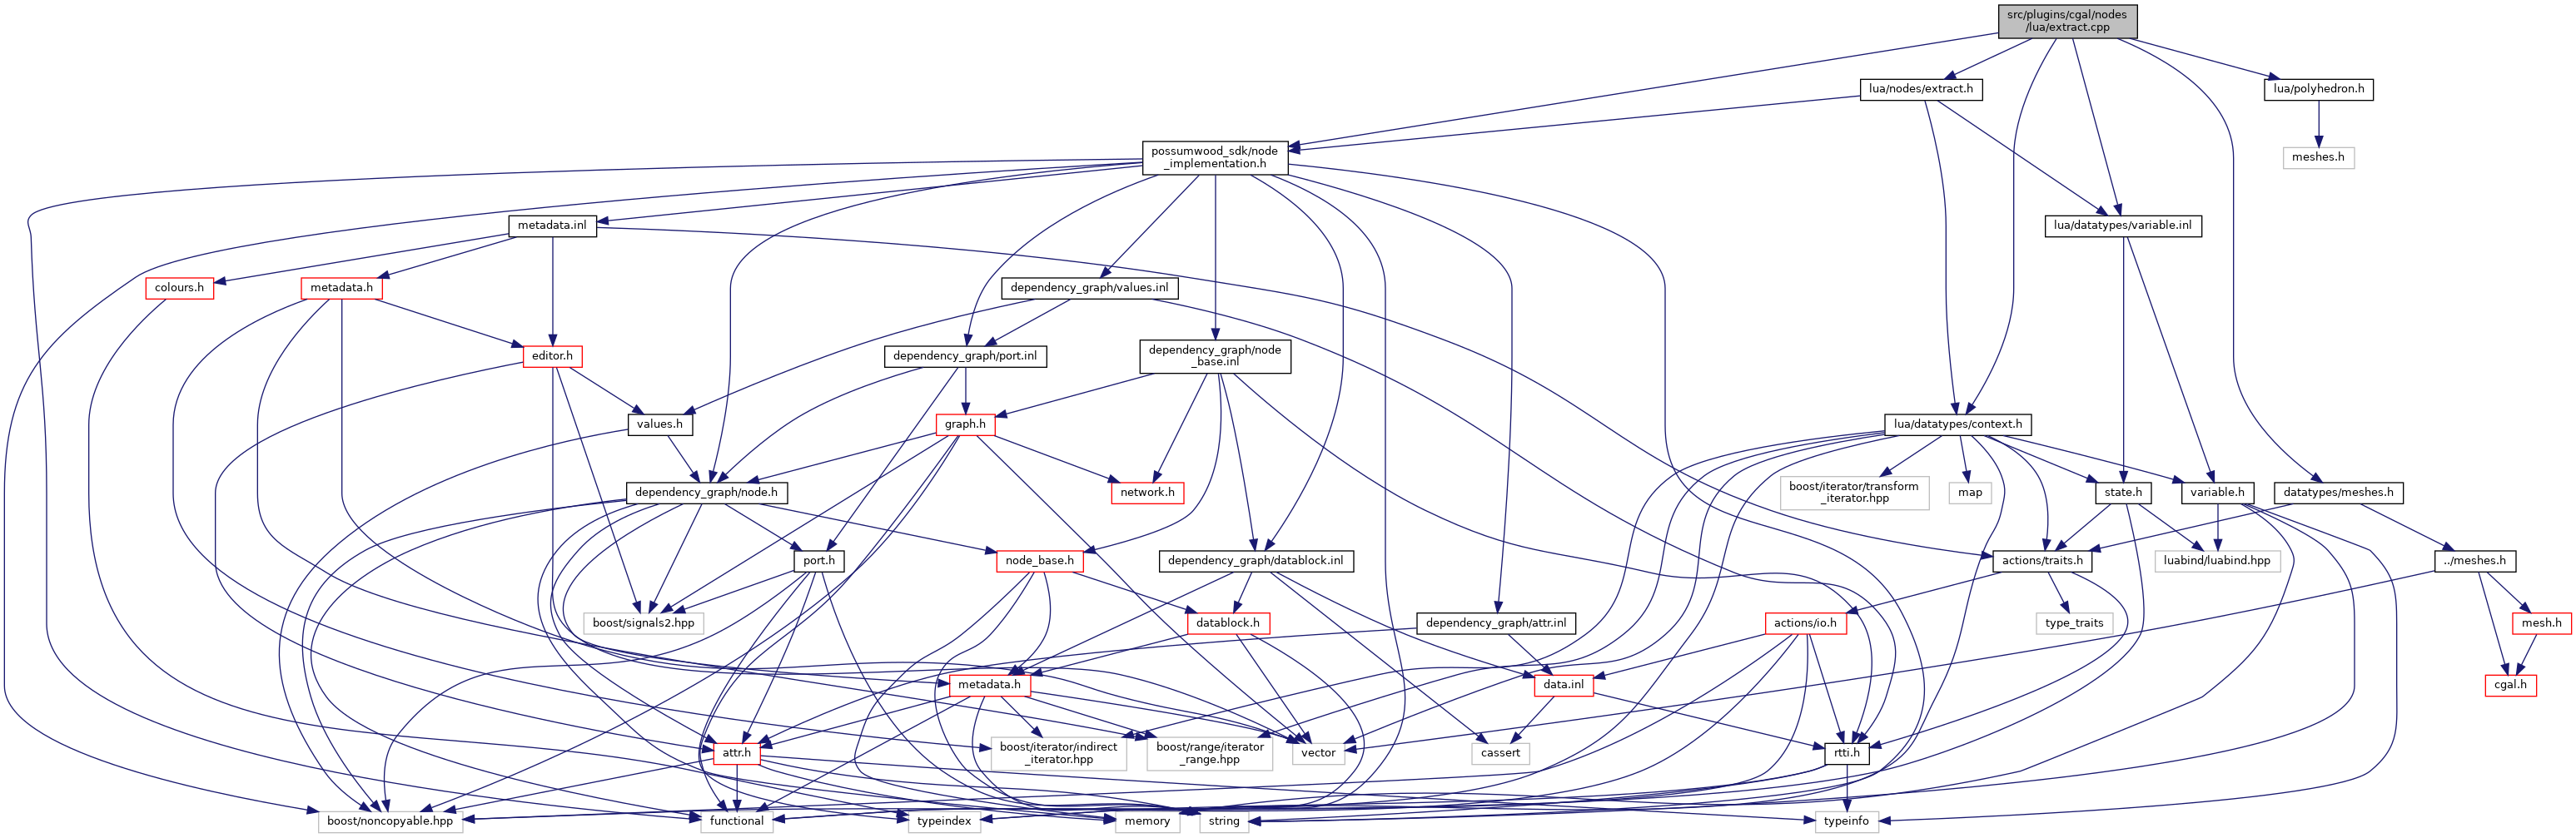 src/plugins/cgal/nodes
/lua/extract.cpp
lua/nodes/extract.h
lua/polyhedron.h
possumwood_sdk/node
_implementation.h
meshes.h
metadata.inl
lua/datatypes/variable.inl
colours.h
metadata.h
dependency_graph/values.inl
editor.h
dependency_graph/port.inl
dependency_graph/node
_base.inl
values.h
graph.h
lua/datatypes/context.h
dependency_graph/node.h
network.h
boost/iterator/transform
_iterator.hpp
map
state.h
variable.h
datatypes/meshes.h
port.h
node_base.h
dependency_graph/datablock.inl
actions/traits.h
luabind/luabind.hpp
../meshes.h
boost/signals2.hpp
datablock.h
dependency_graph/attr.inl
actions/io.h
type_traits
mesh.h
metadata.h
data.inl
cgal.h
attr.h
boost/iterator/indirect
_iterator.hpp
boost/range/iterator
_range.hpp
vector
cassert
rtti.h
boost/noncopyable.hpp
functional
typeindex
memory
string
typeinfo